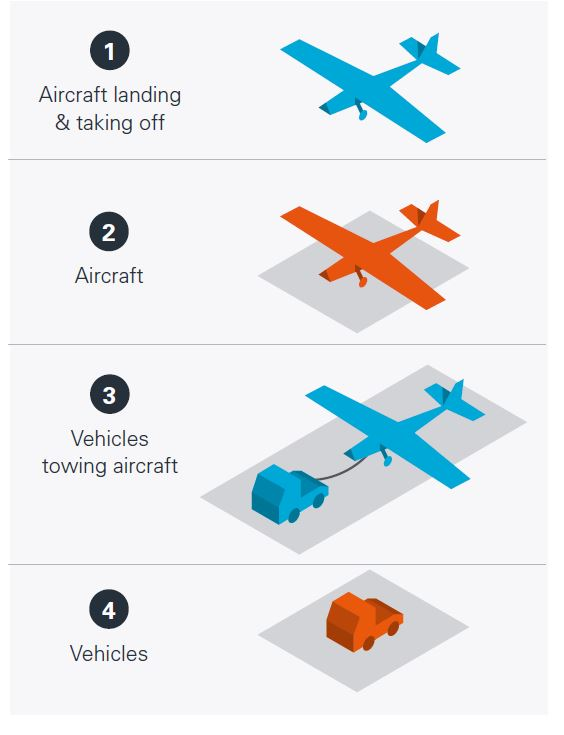 1
Aircraft landing
& taking off
2
Aircraft
3
Vehicles
towing aircraft
4
Vehicles